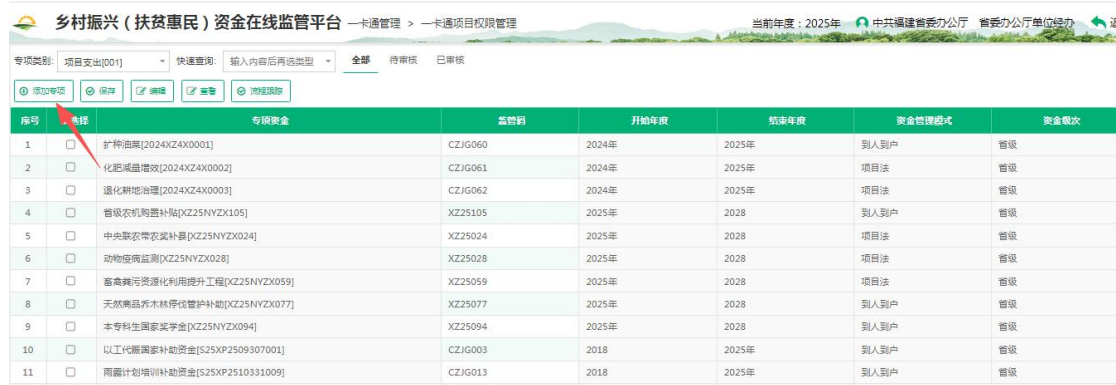 乡村振兴（扶贫惠民）资金在线监管平台 一卡通管理 > 一卡通项目权限管理 当前年度：2025年 中共福建省委办公厅 省委办公厅单位经办
专项类别: 项目支出[001] 快速查询: 输入内容后再选类型 全部 待审核 已审核
添加专项 保存 编辑 查看 流程跟踪
序号 选择 专项资金 监管码 开始年度 结束年度 资金管理模式 资金级次
1 扩种油菜[2024XZ4X0001] CZJG060 2024年 2025年 到人到户 省级
2 化肥减量增效[2024XZ4X0002] CZJG061 2024年 2025年 项目法 省级
3 退化耕地治理[2024XZ4X0003] CZJG062 2024年 2025年 项目法 省级
4 省级农机购置补贴[XZ25NYZX105] XZ25105 2025年 2028 到人到户 省级
5 中央联农带农奖补县[XZ25NYZX024] XZ25024 2025年 2028 项目法 省级
6 动物疫病监测[XZ25NYZX028] XZ25028 2025年 2028 项目法 省级
7 畜禽粪污资源化利用提升工程[XZ25NYZX059] XZ25059 2025年 2028 项目法 省级
8 天然商品乔木林停伐管护补助[XZ25NYZX077] XZ25077 2025年 2028 到人到户 省级
9 本专科生国家奖学金[XZ25NYZX094] XZ25094 2025年 2028 到人到户 省级
10 以工代赈国家补助资金[S25XP2509307001] CZJG003 2018 2025年 到人到户 省级
11 雨露计划培训补助资金[S25XP2510331009] CZJG013 2018 2025年 到人到户 省级